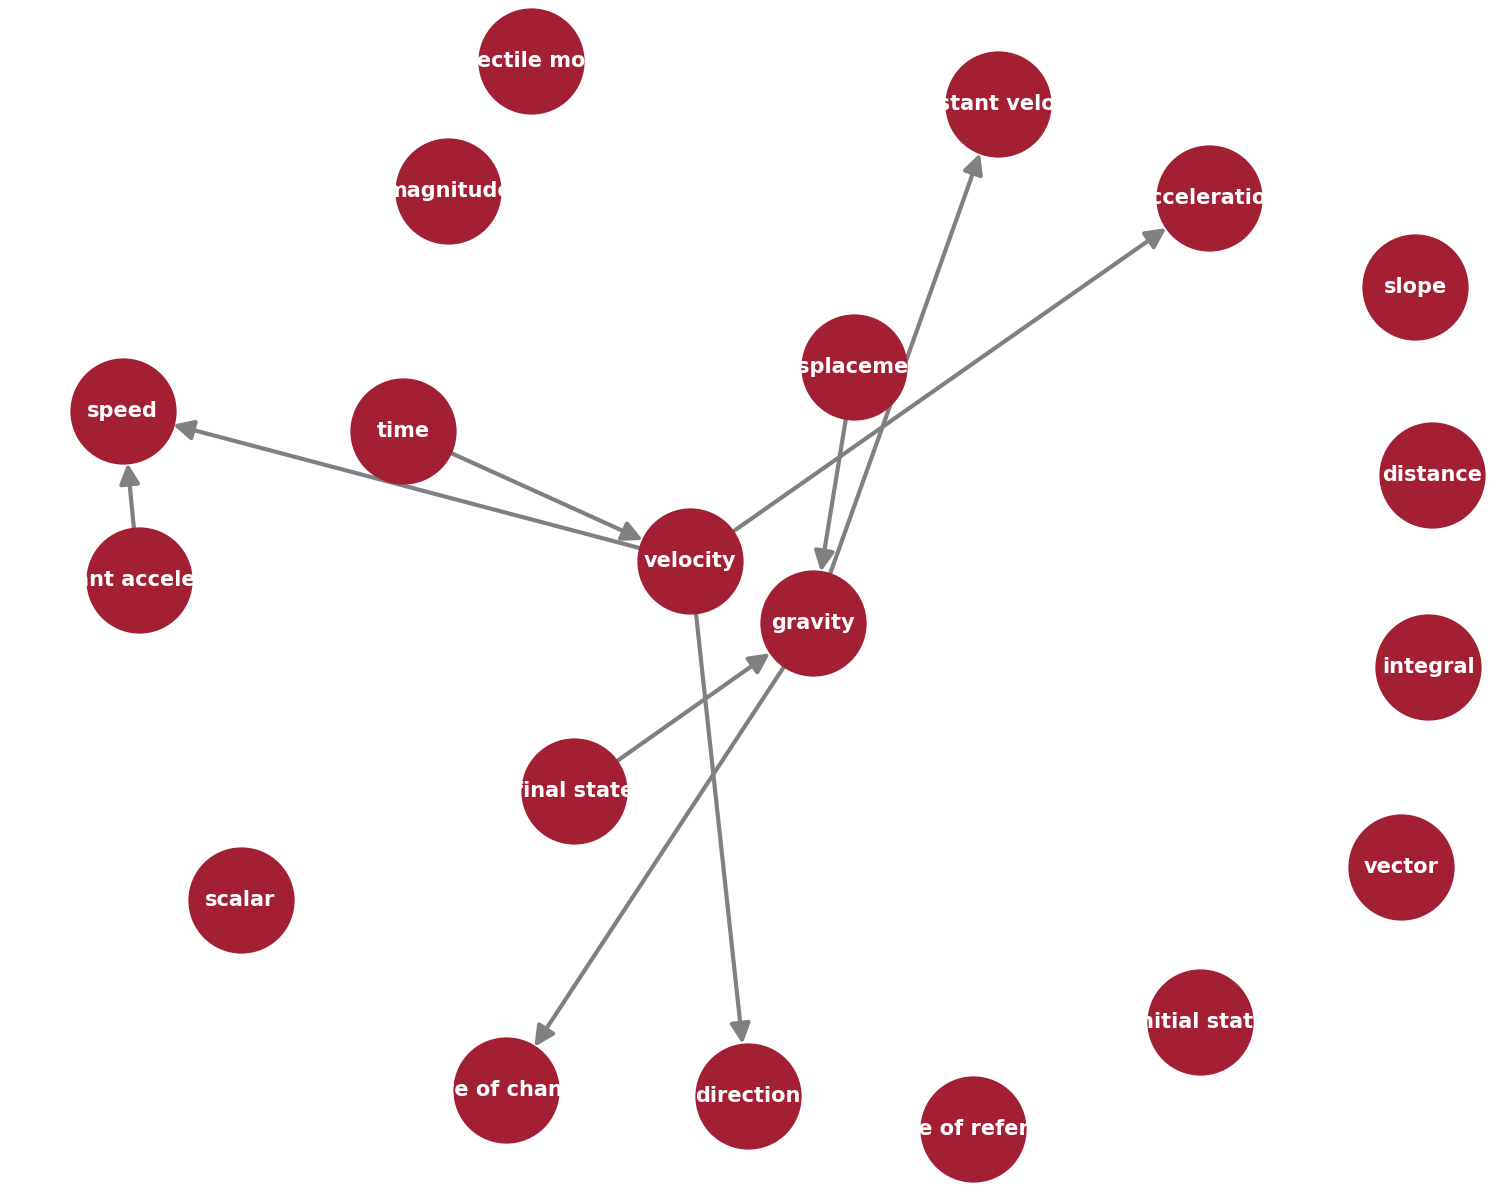 ectile mo
stant velo
magnitude
cceleratio
slope
splaceme
speed
time
distance
velocity
ant accele
gravity
integral
final state
vector
scalar
nitial stat
e of chan
direction
e of refer